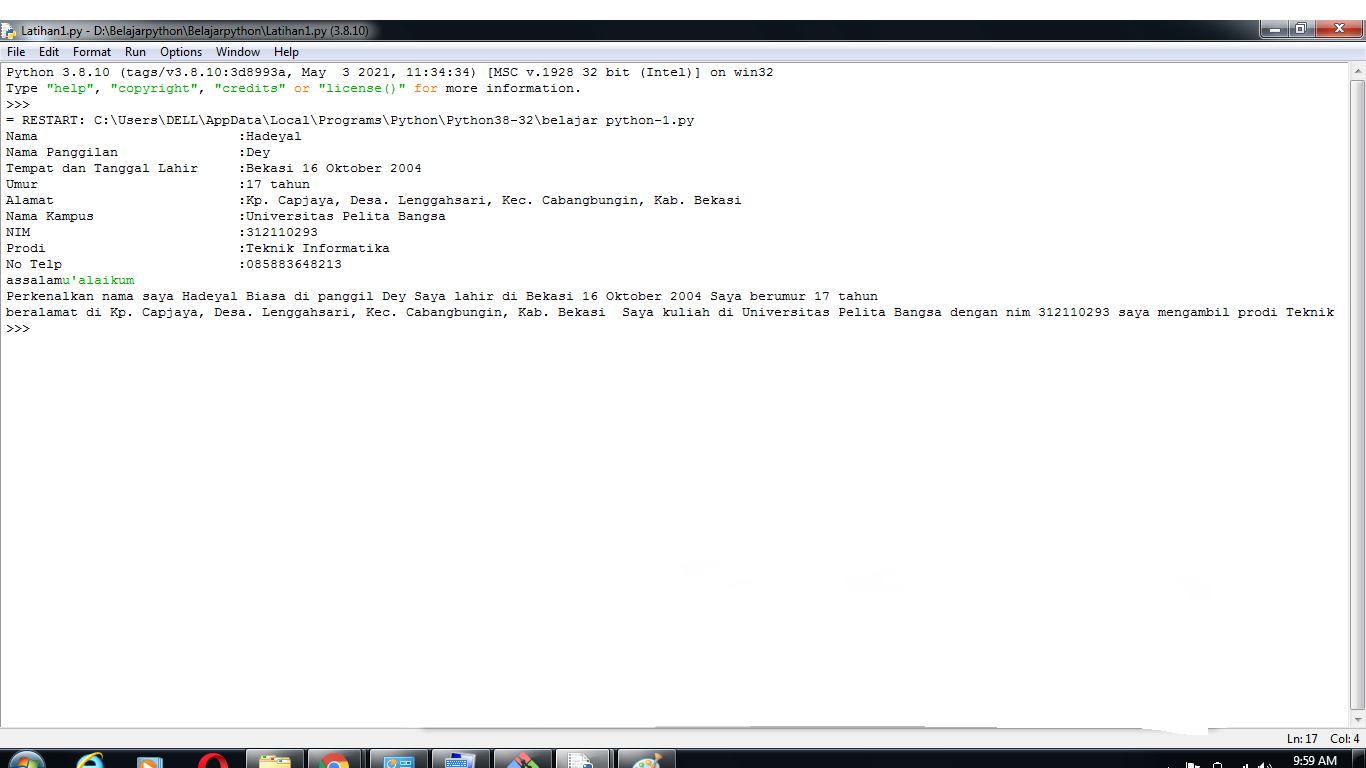 Latihan1.py - D:\Belajarpython\Belajarpython\Latihan1.py (3.8.10)
File Edit Format Run Options Window Help
Python 3.8.10 (tags/v3.8.10:3d8993a, May  3 2021, 11:34:34) [MSC v.1928 32 bit (Intel)] on win32
Type "help", "copyright", "credits" or "license()" for more information.
>>>
= RESTART: C:\Users\DELL\AppData\Local\Programs\Python\Python38-32\belajar python-1.py
Nama                         :Hadeyal
Nama Panggilan               :Dey
Tempat dan Tanggal Lahir     :Bekasi 16 Oktober 2004
Umur                         :17 tahun
Alamat                       :Kp. Capjaya, Desa. Lenggahsari, Kec. Cabangbungin, Kab. Bekasi
Nama Kampus                  :Universitas Pelita Bangsa
NIM                          :312110293
Prodi                        :Teknik Informatika
No Telp                      :085883648213
assalamu'alaikum
Perkenalkan nama saya Hadeyal Biasa di panggil Dey Saya lahir di Bekasi 16 Oktober 2004 Saya berumur 17 tahun
beralamat di Kp. Capjaya, Desa. Lenggahsari, Kec. Cabangbungin, Kab. Bekasi  Saya kuliah di Universitas Pelita Bangsa dengan nim 312110293 saya mengambil prodi Teknik
>>>
Ln: 17 Col: 4
9:59 AM